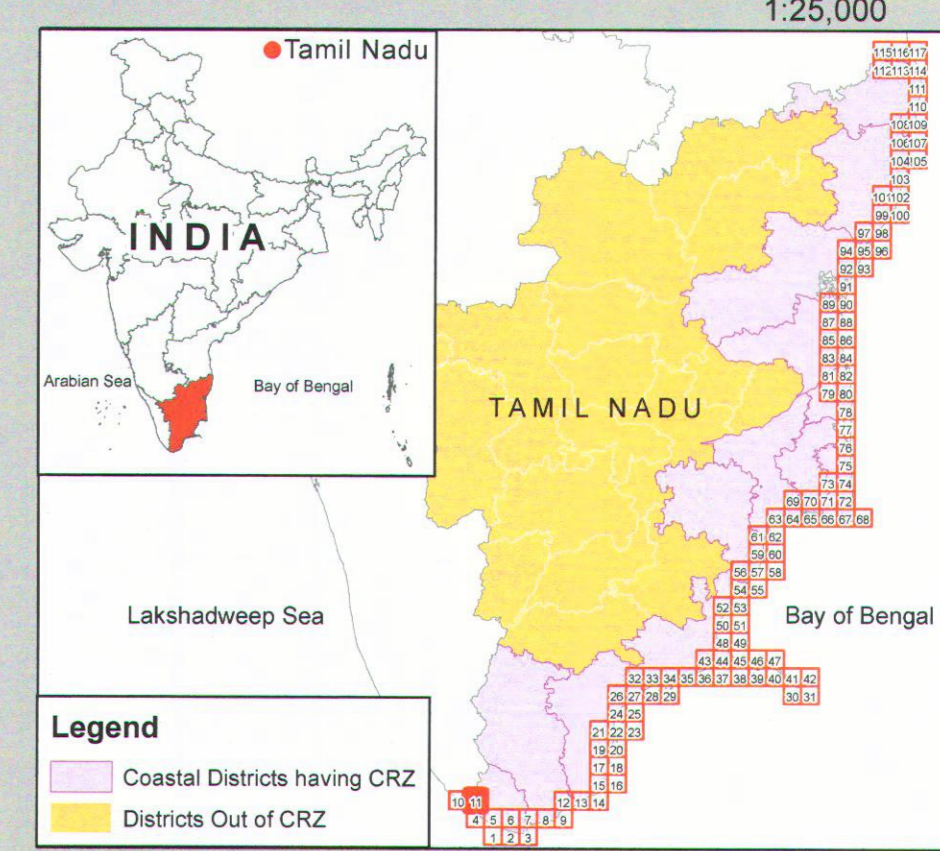 1:25,000
Tamil Nadu
INDIA
Arabian Sea
Bay of Bengal
TAMIL NADU
Lakshadweep Sea
Bay of Bengal
Legend
Coastal Districts having CRZ
Districts Out of CRZ
115 116 117
112 113 114
111
110
108 109
106 107
104 105
103
101 102
99 100
97 98
94 95 96
92 93
91
89 90
87 88
85 86
83 84
81 82
79 80
78
77
76
75
73 74
69 70 71 72
63 64 65 66 67 68
61 62
59 60
56 57 58
54 55
52 53
50 51
48 49
43 44 45 46 47
32 33 34 35 36 37 38 39 40 41 42
26 27 28 29 30 31
24 25
21 22 23
19 20
17 18
15 16
10 11 12 13 14
4 5 6 7 8 9
1 2 3